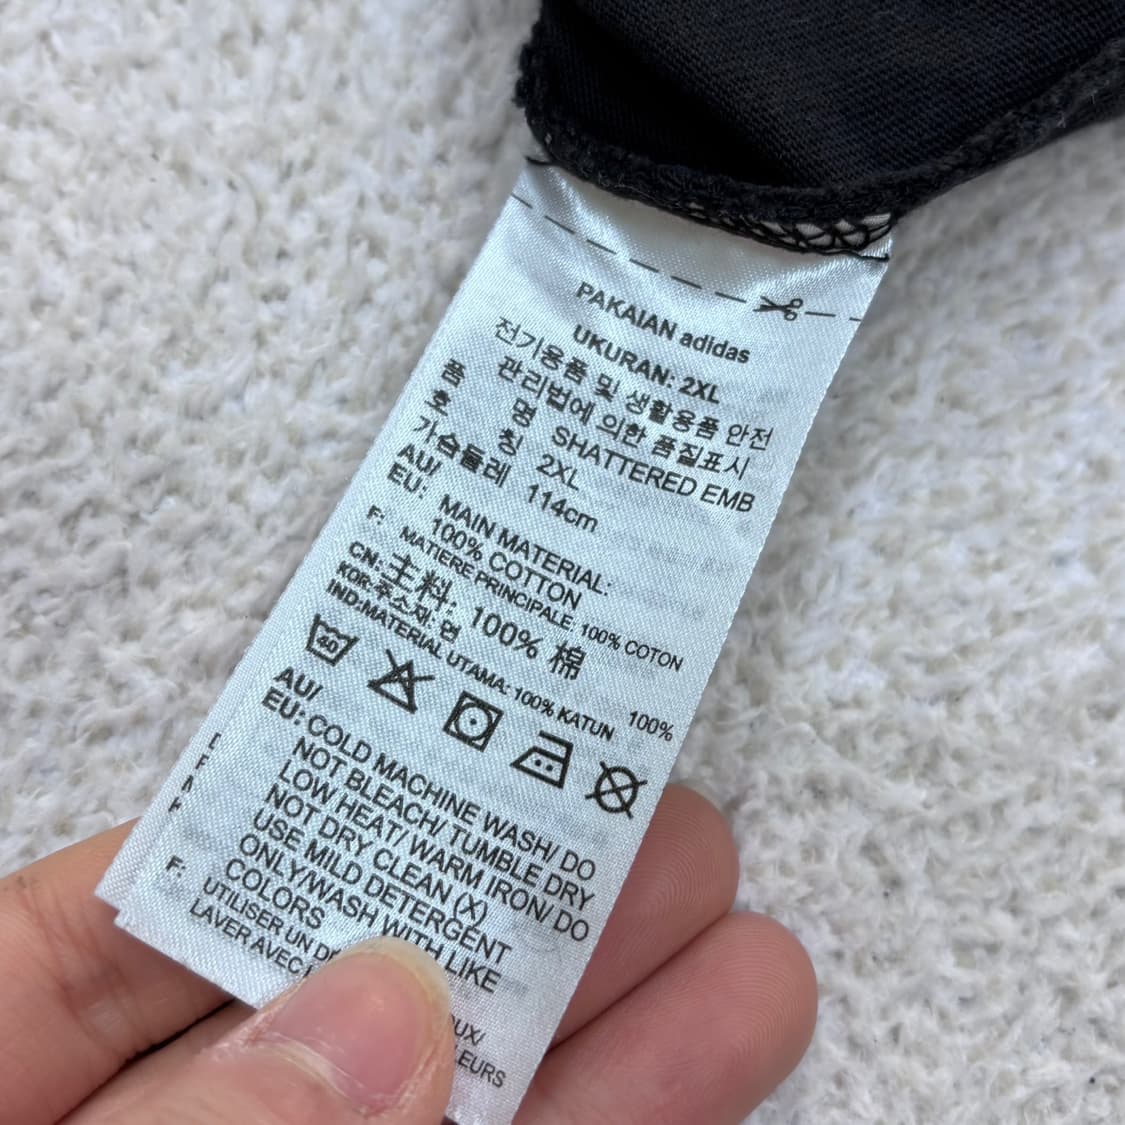 PAKAIAN adidas
UKURAN: 2XL
전기용품 및 생활용품 안전
관리법에 의한 품질표시
품 명 SHATTERED EMB
호 칭 2XL
가슴둘레 114cm
AU/
EU: MAIN MATERIAL:
100% COTTON
F: MATIÈRE PRINCIPALE: 100% COTON
CN: 主料: 100% 棉
KOR-주소재: 면 100%
IND:MATERIAL UTAMA: 100% KATUN
40
AU/
EU: COLD MACHINE WASH/ DO
NOT BLEACH/ TUMBLE DRY
LOW HEAT/ WARM IRON/ DO
NOT DRY CLEAN (X)
USE MILD DETERGENT
ONLY/WASH WITH LIKE
COLORS
F: UTILISER UN
LAVER AVEC